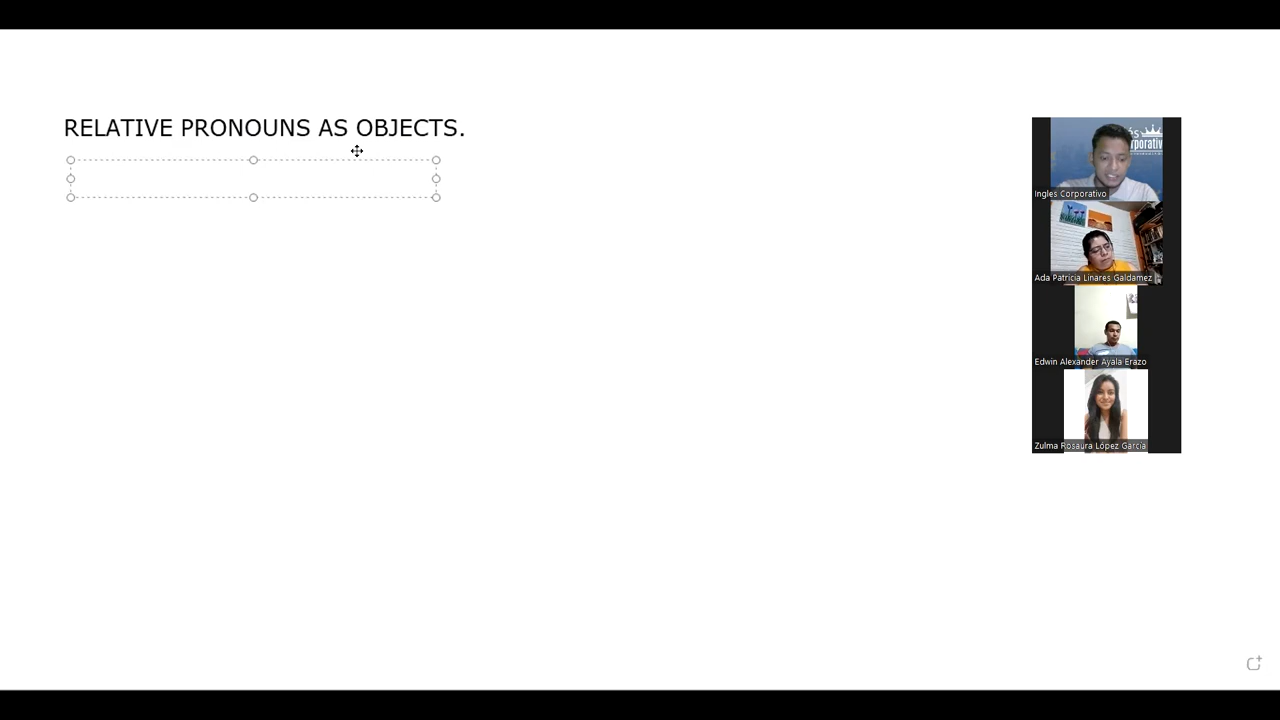 RELATIVE PRONOUNS AS OBJECTS.
Ingles Corporativo
Ada Patricia Linares Galdamez
Edwin Alexander Ayala Erazo
Zulma Rosaura López García